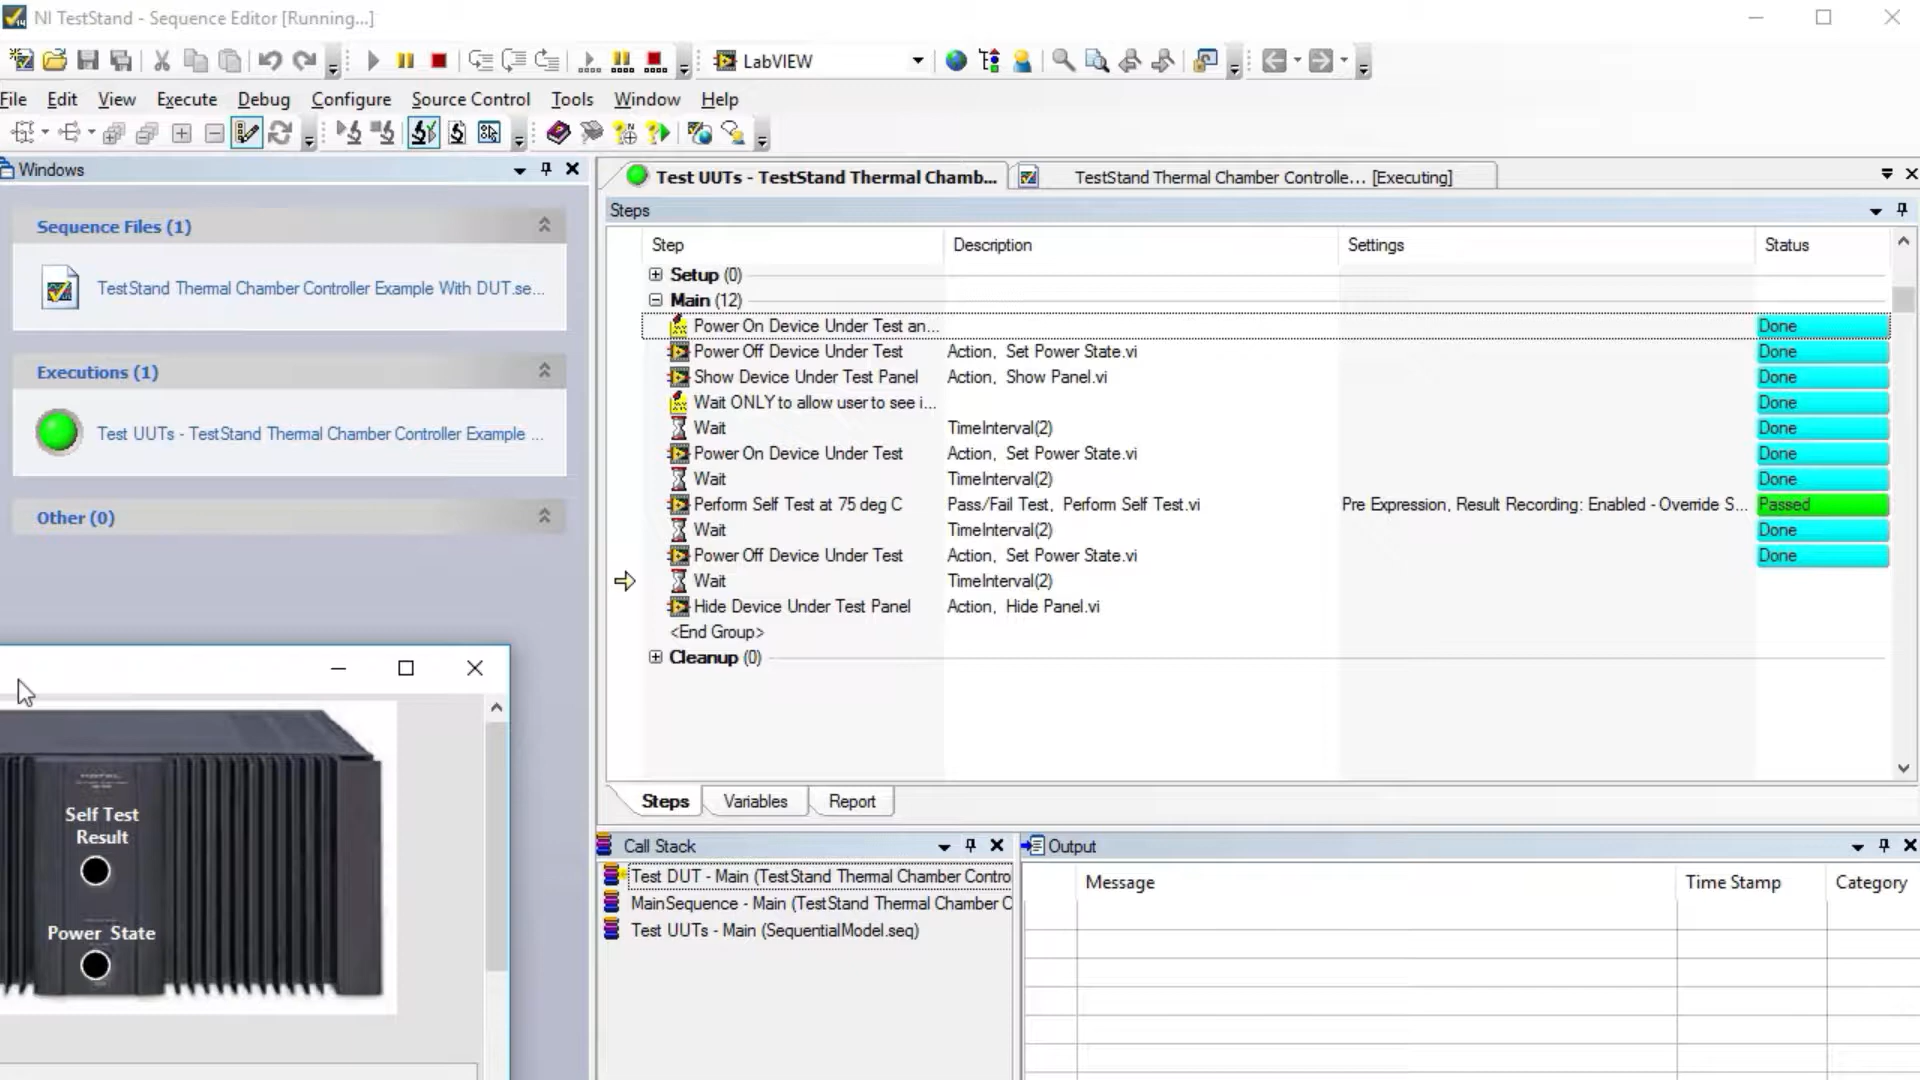 NI TestStand - Sequence Editor [Running...]
LabVIEW
File Edit View Execute Debug Configure Source Control Tools Window Help
Windows
Sequence Files (1)
TestStand Thermal Chamber Controller Example With DUT.se...
Executions (1)
Test UUTs - TestStand Thermal Chamber Controller Example ...
Other (0)
Self Test
Result
Power State
Test UUTs - TestStand Thermal Chamb...
TestStand Thermal Chamber Controlle... [Executing]
Steps
Step Description Settings Status
Setup (0)
Main (12)
Power On Device Under Test an... Done
Power Off Device Under Test Action, Set Power State.vi Done
Show Device Under Test Panel Action, Show Panel.vi Done
Wait ONLY to allow user to see i... Done
Wait TimeInterval(2) Done
Power On Device Under Test Action, Set Power State.vi Done
Wait TimeInterval(2) Done
Perform Self Test at 75 deg C Pass/Fail Test, Perform Self Test.vi Pre Expression, Result Recording: Enabled - Override S... Passed
Wait TimeInterval(2) Done
Power Off Device Under Test Action, Set Power State.vi Done
Wait TimeInterval(2)
Hide Device Under Test Panel Action, Hide Panel.vi
<End Group>
Cleanup (0)
Steps Variables Report
Call Stack
Test DUT - Main (TestStand Thermal Chamber Contro
MainSequence - Main (TestStand Thermal Chamber C
Test UUTs - Main (SequentialModel.seq)
Output
Message Time Stamp Category